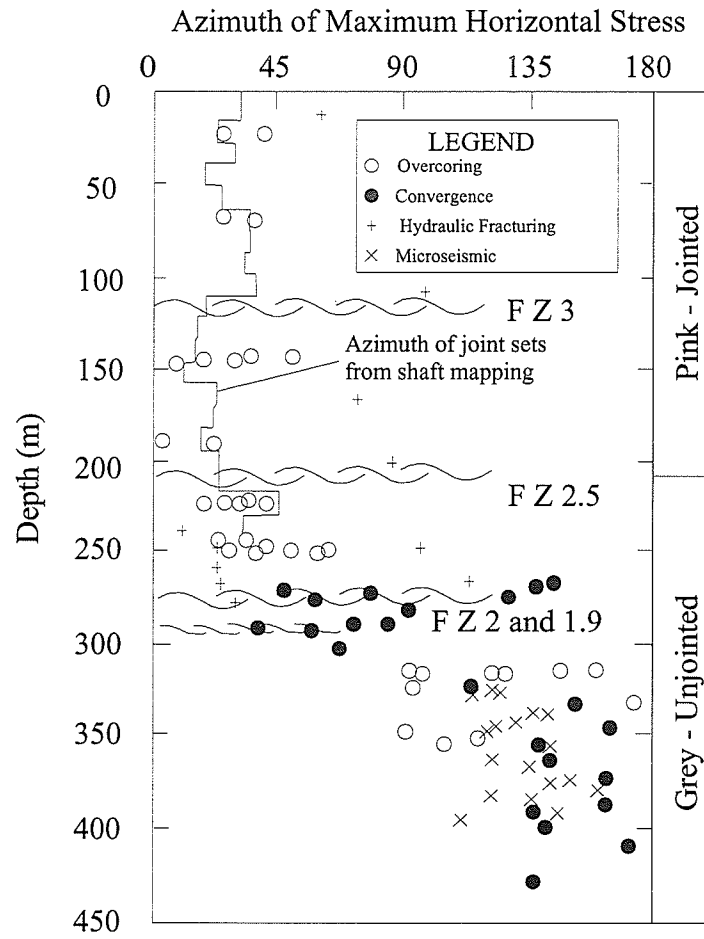 Azimuth of Maximum Horizontal Stress
0 45 90 135 180
0
50
100
150
200
250
300
350
400
450
Depth (m)
LEGEND
Overcoring
Convergence
Hydraulic Fracturing
Microseismic
F Z 3
Azimuth of joint sets
from shaft mapping
F Z 2.5
F Z 2 and 1.9
Pink - Jointed
Grey - Unjointed